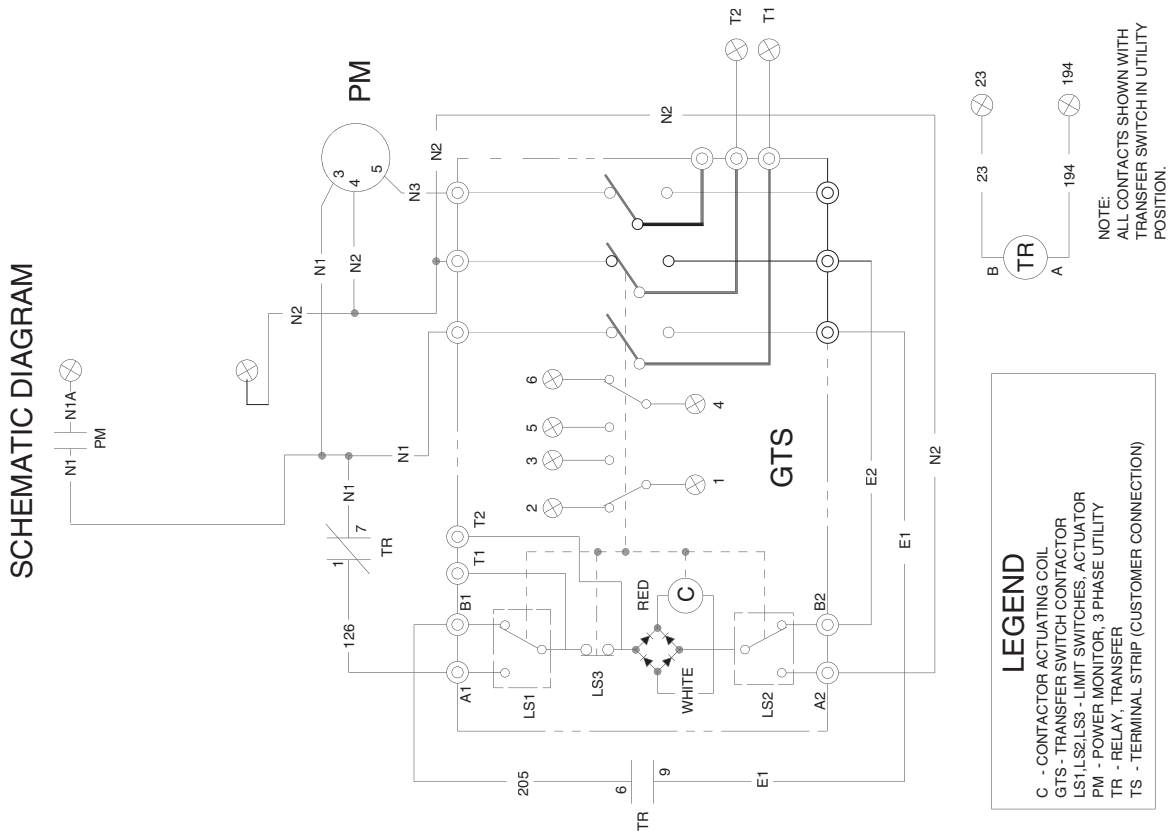 SCHEMATIC DIAGRAM
N1
N1A
PM
N2
N1
N2
3
4
5
PM
N3
N2
N1
7
1
TR
N1
126
N2
T2
T1
A1
B1
T1
T2
LS1
LS3
RED
C
WHITE
LS2
A2
B2
2
3
5
6
1
4
GTS
E2
E1
N2
205
6
9
TR
E1
23
23
194
194
B
TR
A
NOTE:
ALL CONTACTS SHOWN WITH
TRANSFER SWITCH IN UTILITY
POSITION.
LEGEND
C - CONTACTOR ACTUATING COIL
GTS - TRANSFER SWITCH CONTACTOR
LS1,LS2,LS3 - LIMIT SWITCHES, ACTUATOR
PM - POWER MONITOR, 3 PHASE UTILITY
TR - RELAY, TRANSFER
TS - TERMINAL STRIP (CUSTOMER CONNECTION)